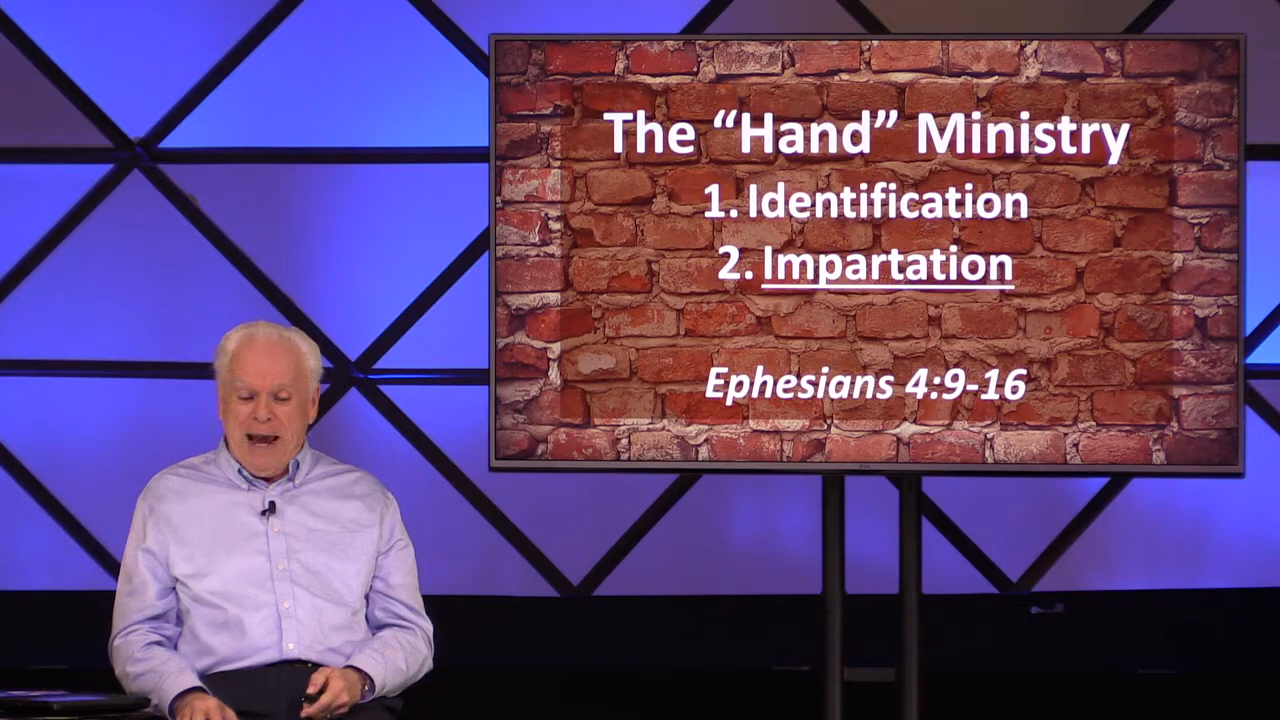 The “Hand” Ministry
1. Identification
2. Impartation
Ephesians 4:9-16